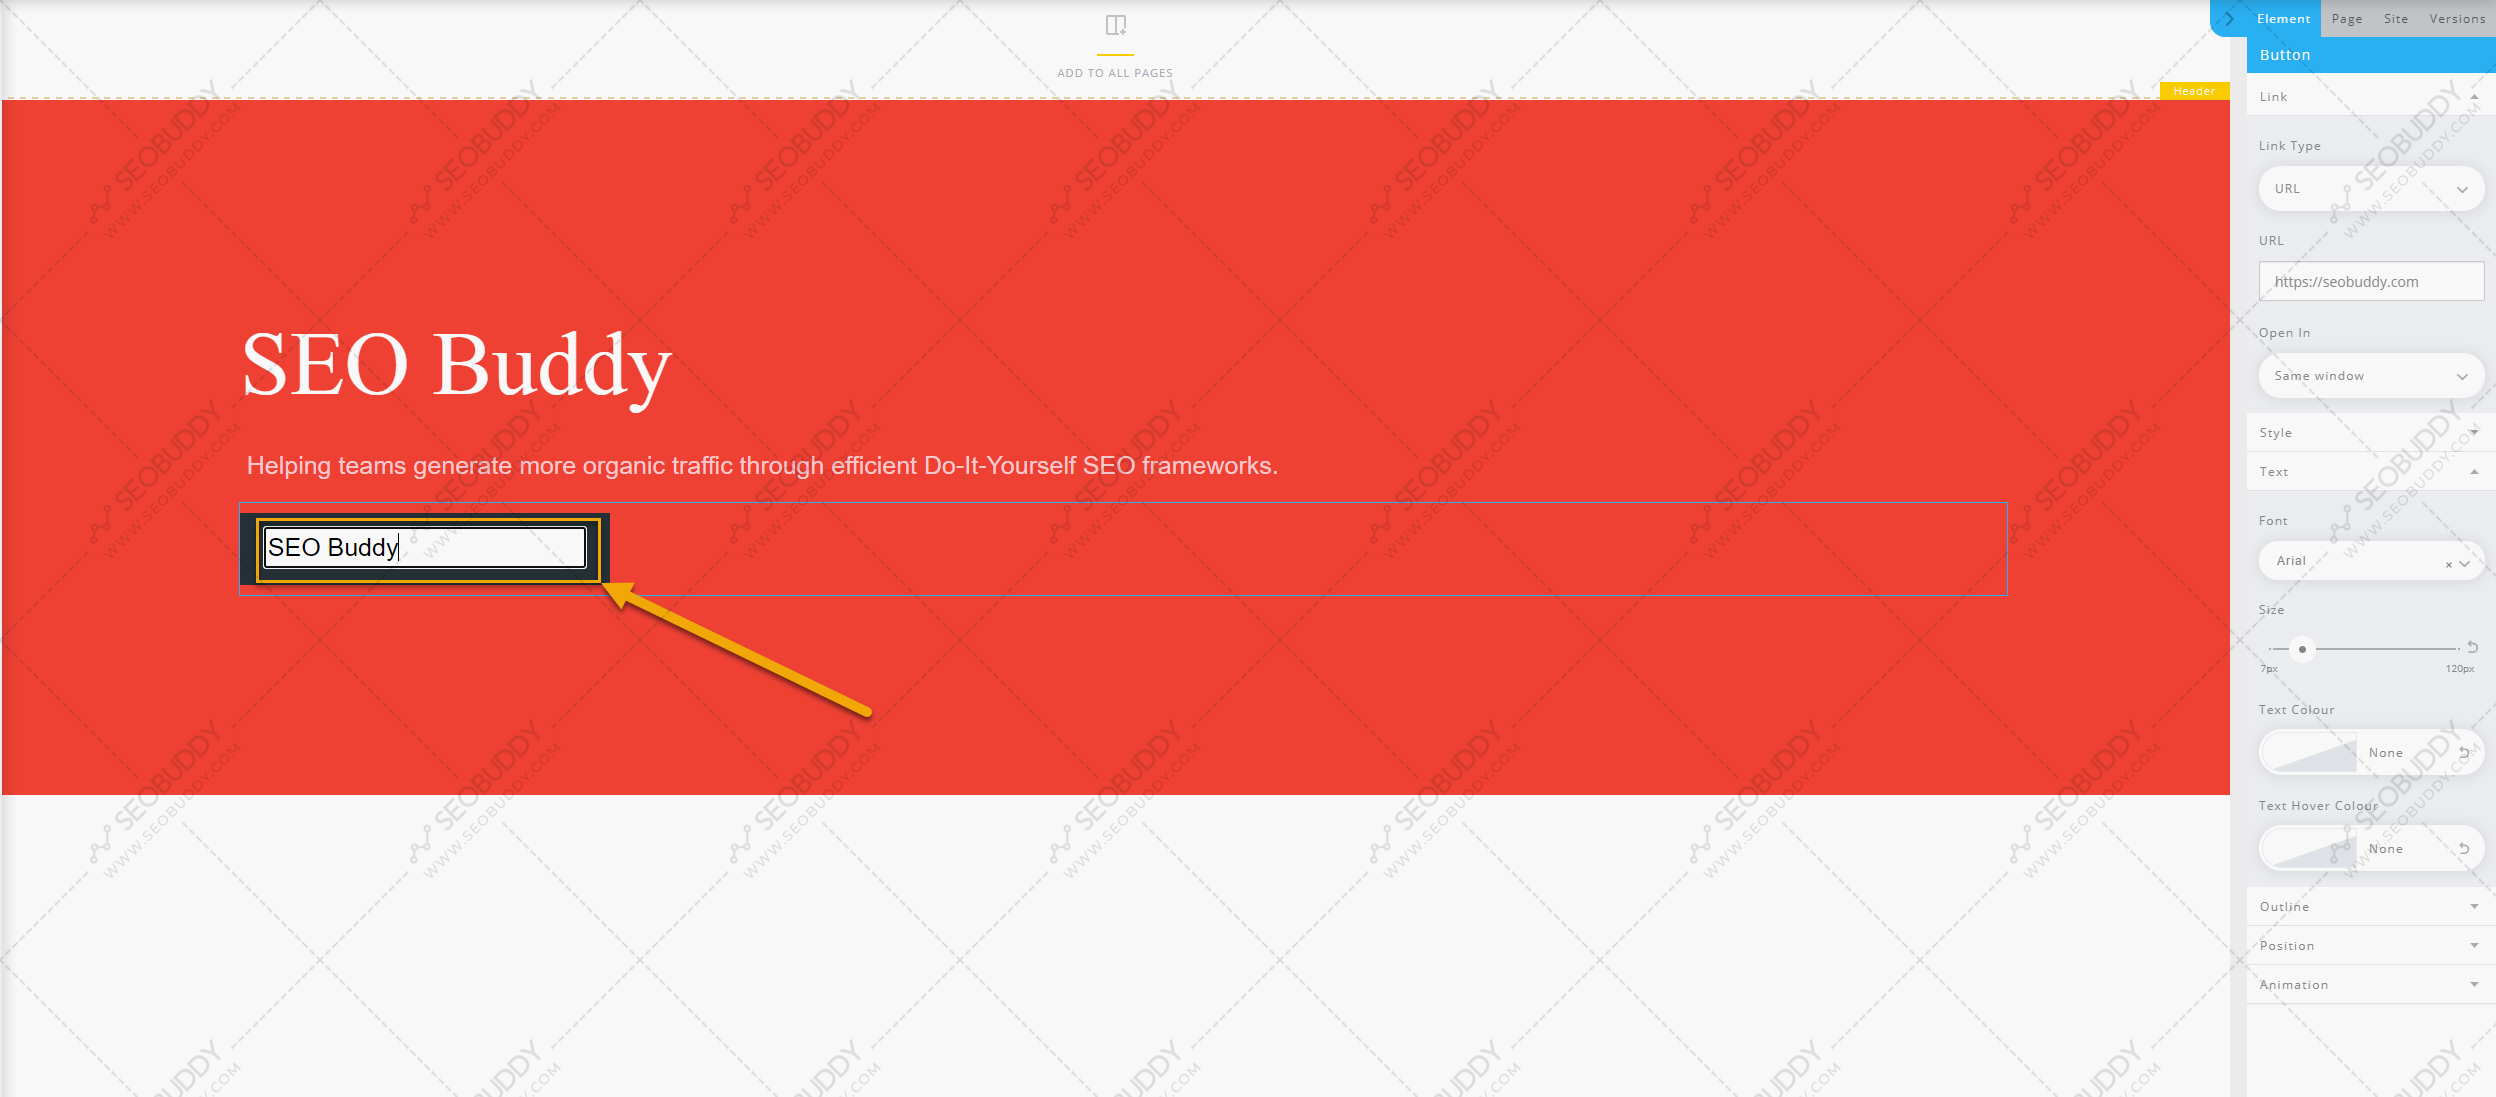 ADD TO ALL PAGES
Header
SEO Buddy
Helping teams generate more organic traffic through efficient Do-It-Yourself SEO frameworks.
SEO Buddy
Element Page Site Versions
Button
Link
Link Type
URL
URL
https://seobuddy.com
Open In
Same window
Style
Text
Font
Arial
×
Size
7px 120px
Text Colour
None
Text Hover Colour
None
Outline
Position
Animation
SEOBUDDY
WWW.SEOBUDDY.COM